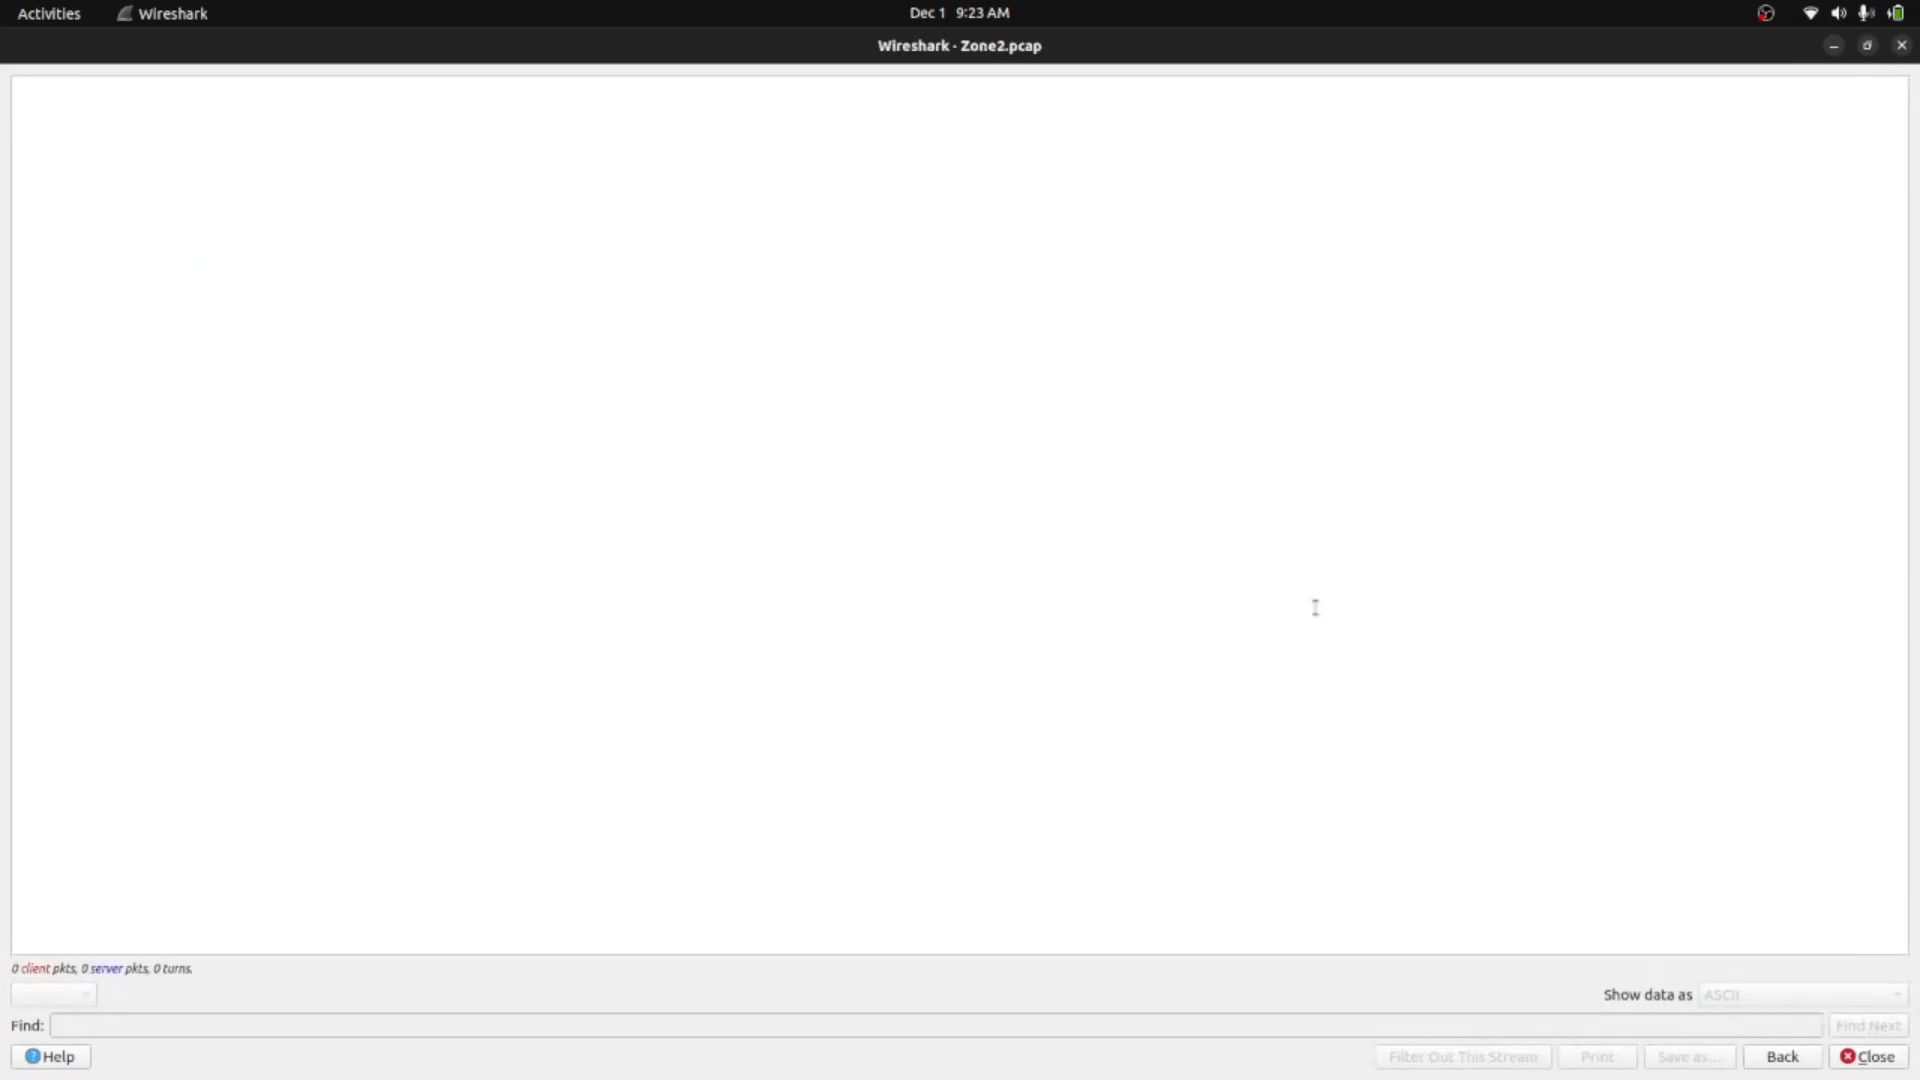 Activities Wireshark Dec 1 9:23 AM
Wireshark · Zone2.pcap
0 client pkts, 0 server pkts, 0 turns.
Show data as ASCII
Find: Find Next
Help Filter Out This Stream Print Save as... Back Close